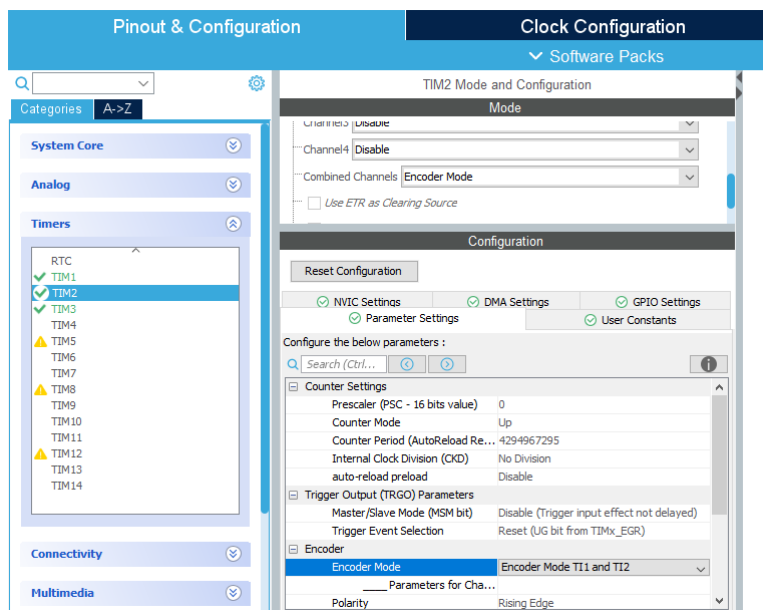 Pinout & Configuration
Clock Configuration
Software Packs
Categories
A->Z
System Core
Analog
Timers
RTC
TIM1
TIM2
TIM3
TIM4
TIM5
TIM6
TIM7
TIM8
TIM9
TIM10
TIM11
TIM12
TIM13
TIM14
Connectivity
Multimedia
TIM2 Mode and Configuration
Mode
Channel3 Disable
Channel4 Disable
Combined Channels Encoder Mode
Use ETR as Clearing Source
Configuration
Reset Configuration
NVIC Settings DMA Settings GPIO Settings
Parameter Settings User Constants
Configure the below parameters :
Search (Ctrl...
Counter Settings
Prescaler (PSC - 16 bits value) 0
Counter Mode Up
Counter Period (AutoReload Re... 4294967295
Internal Clock Division (CKD) No Division
auto-reload preload Disable
Trigger Output (TRGO) Parameters
Master/Slave Mode (MSM bit) Disable (Trigger input effect not delayed)
Trigger Event Selection Reset (UG bit from TIMx_EGR)
Encoder
Encoder Mode Encoder Mode TI1 and TI2
____ Parameters for Cha...
Polarity Rising Edge